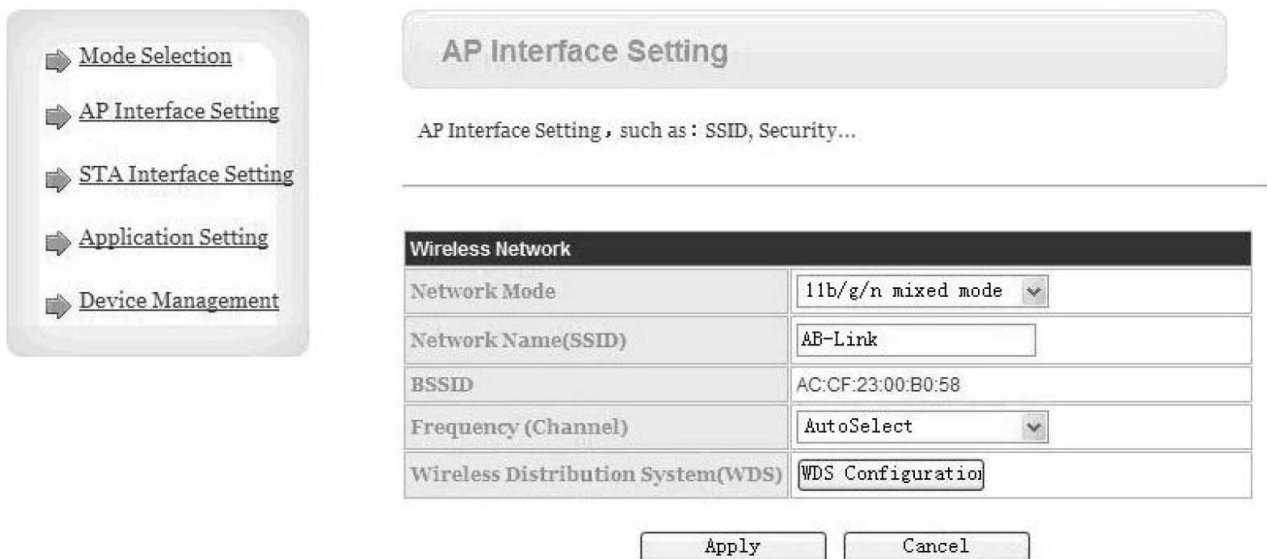 Mode Selection
AP Interface Setting
STA Interface Setting
Application Setting
Device Management
AP Interface Setting
AP Interface Setting，such as：SSID, Security...
Wireless Network
Network Mode 11b/g/n mixed mode
Network Name(SSID) AB-Link
BSSID AC:CF:23:00:B0:58
Frequency (Channel) AutoSelect
Wireless Distribution System(WDS) WDS Configuration
Apply Cancel